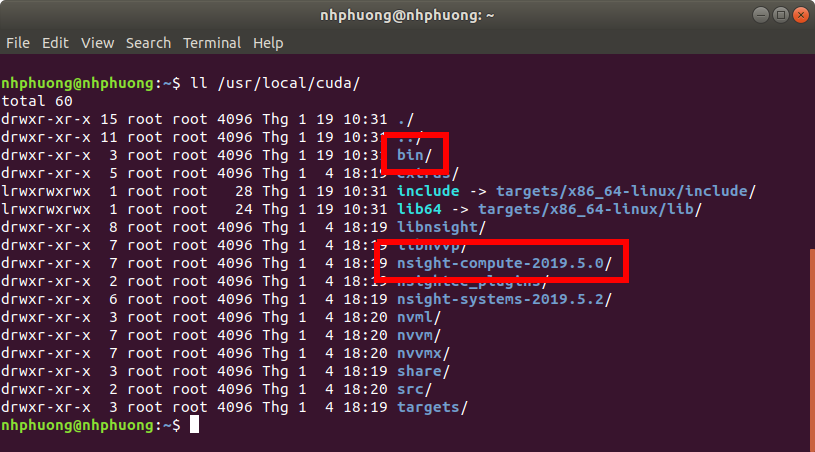 nhphuong@nhphuong: ~
File Edit View Search Terminal Help
nhphuong@nhphuong:~$ ll /usr/local/cuda/
total 60
drwxr-xr-x 15 root root 4096 Thg 1 19 10:31 ./
drwxr-xr-x 11 root root 4096 Thg 1 19 10:31 ../
drwxr-xr-x  3 root root 4096 Thg 1 19 10:31 bin/
drwxr-xr-x  5 root root 4096 Thg 1  4 18:19 extras/
lrwxrwxrwx  1 root root   28 Thg 1 19 10:31 include -> targets/x86_64-linux/include/
lrwxrwxrwx  1 root root   24 Thg 1 19 10:31 lib64 -> targets/x86_64-linux/lib/
drwxr-xr-x  8 root root 4096 Thg 1  4 18:19 libnsight/
drwxr-xr-x  7 root root 4096 Thg 1  4 18:19 libnvvp/
drwxr-xr-x  7 root root 4096 Thg 1  4 18:19 nsight-compute-2019.5.0/
drwxr-xr-x  2 root root 4096 Thg 1  4 18:19 nsightee_plugins/
drwxr-xr-x  6 root root 4096 Thg 1  4 18:19 nsight-systems-2019.5.2/
drwxr-xr-x  3 root root 4096 Thg 1  4 18:20 nvml/
drwxr-xr-x  7 root root 4096 Thg 1  4 18:20 nvvm/
drwxr-xr-x  7 root root 4096 Thg 1  4 18:20 nvvmx/
drwxr-xr-x  3 root root 4096 Thg 1  4 18:19 share/
drwxr-xr-x  2 root root 4096 Thg 1  4 18:20 src/
drwxr-xr-x  3 root root 4096 Thg 1  4 18:19 targets/
nhphuong@nhphuong:~$